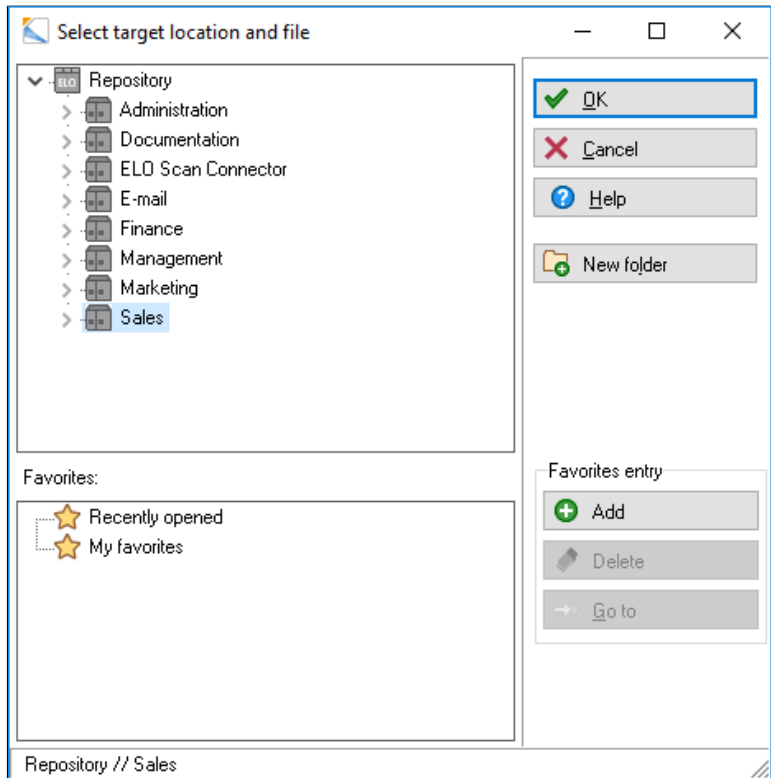 Select target location and file
ELO Repository
Administration
Documentation
ELO Scan Connector
E-mail
Finance
Management
Marketing
Sales
OK
Cancel
Help
New folder
Favorites:
Recently opened
My favorites
Favorites entry
Add
Delete
Go to
Repository // Sales